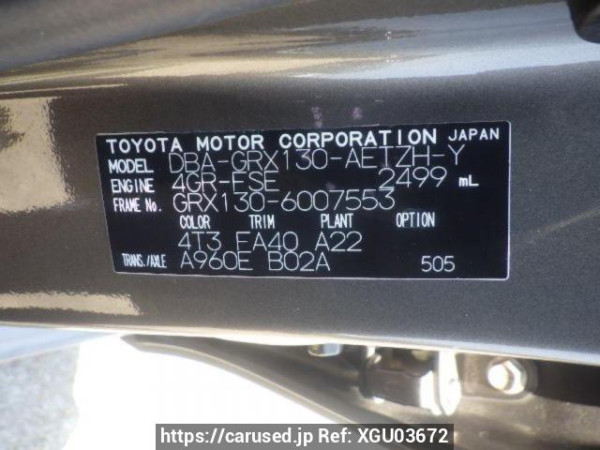 TOYOTA MOTOR CORPORATION JAPAN
MODEL DBA-GRX130-AETZH-Y
ENGINE 4GR-FSE 2499 mL
FRAME No. GRX130-6007553
COLOR TRIM PLANT OPTION
4T3 FA40 A22
TRANS./AXLE A960E B02A 505
https://carused.jp Ref: XGU03672